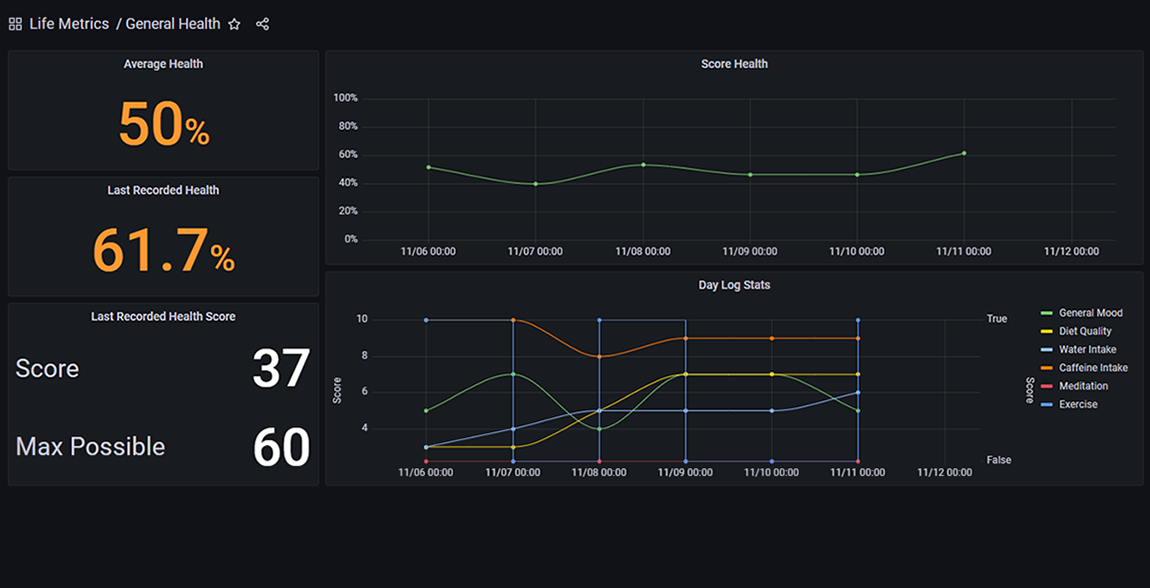 Life Metrics / General Health
Average Health
50%
Last Recorded Health
61.7%
Last Recorded Health Score
Score 37
Max Possible 60
Score Health
100%
80%
60%
40%
20%
0%
11/06 00:00 11/07 00:00 11/08 00:00 11/09 00:00 11/10 00:00 11/11 00:00 11/12 00:00
Day Log Stats
Score
10
8
6
4
True
False
Score
11/06 00:00 11/07 00:00 11/08 00:00 11/09 00:00 11/10 00:00 11/11 00:00 11/12 00:00
General Mood
Diet Quality
Water Intake
Caffeine Intake
Meditation
Exercise